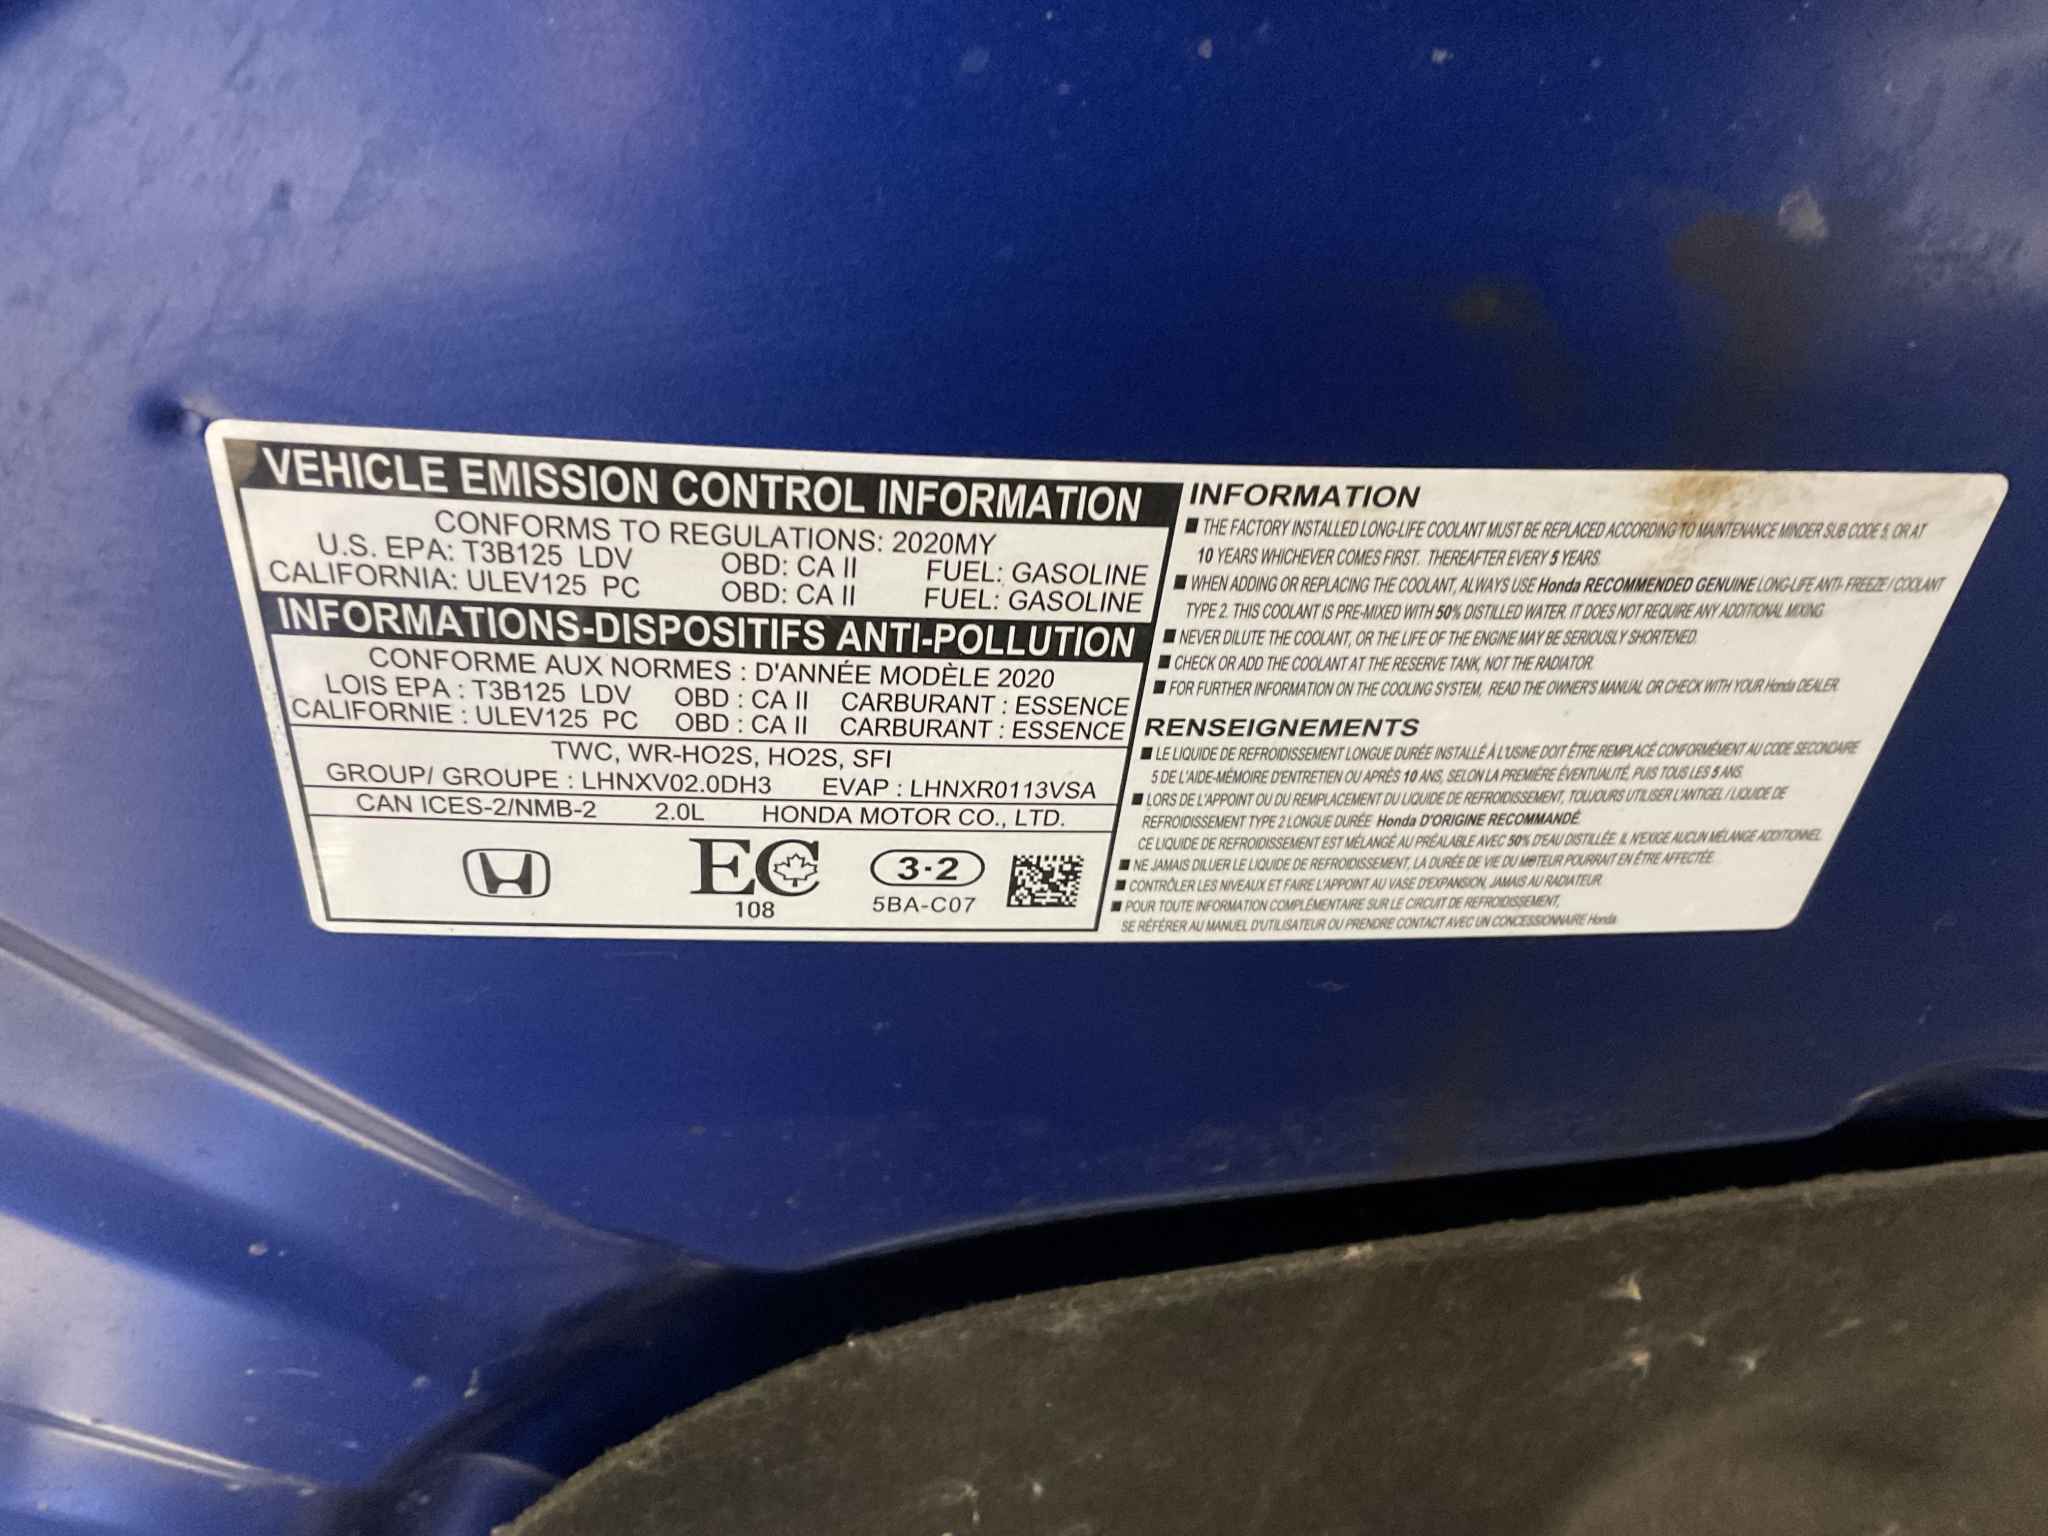 VEHICLE EMISSION CONTROL INFORMATION
CONFORMS TO REGULATIONS: 2020MY
U.S. EPA: T3B125 LDV OBD: CA II FUEL: GASOLINE
CALIFORNIA: ULEV125 PC OBD: CA II FUEL: GASOLINE
INFORMATIONS-DISPOSITIFS ANTI-POLLUTION
CONFORME AUX NORMES : D'ANNÉE MODÈLE 2020
LOIS EPA : T3B125 LDV OBD : CA II CARBURANT : ESSENCE
CALIFORNIE : ULEV125 PC OBD : CA II CARBURANT : ESSENCE
TWC, WR-HO2S, HO2S, SFI
GROUP/ GROUPE : LHNXV02.0DH3 EVAP : LHNXR0113VSA
CAN ICES-2/NMB-2 2.0L HONDA MOTOR CO., LTD.
EC 3·2
108 5BA-C07
INFORMATION
■ THE FACTORY INSTALLED LONG-LIFE COOLANT MUST BE REPLACED ACCORDING TO MAINTENANCE MINDER SUB CODE 5, OR AT
10 YEARS WHICHEVER COMES FIRST. THEREAFTER EVERY 5 YEARS.
■ WHEN ADDING OR REPLACING THE COOLANT, ALWAYS USE Honda RECOMMENDED GENUINE LONG-LIFE ANTI- FREEZE / COOLANT
TYPE 2. THIS COOLANT IS PRE-MIXED WITH 50% DISTILLED WATER. IT DOES NOT REQUIRE ANY ADDITIONAL MIXING.
■ NEVER DILUTE THE COOLANT, OR THE LIFE OF THE ENGINE MAY BE SERIOUSLY SHORTENED.
■ CHECK OR ADD THE COOLANT AT THE RESERVE TANK, NOT THE RADIATOR.
■ FOR FURTHER INFORMATION ON THE COOLING SYSTEM, READ THE OWNER'S MANUAL OR CHECK WITH YOUR Honda DEALER.
RENSEIGNEMENTS
■ LE LIQUIDE DE REFROIDISSEMENT LONGUE DURÉE INSTALLÉ À L'USINE DOIT ÊTRE REMPLACÉ CONFORMÉMENT AU CODE SECONDAIRE
5 DE L'AIDE-MÉMOIRE D'ENTRETIEN OU APRÈS 10 ANS, SELON LA PREMIÈRE ÉVENTUALITÉ, PUIS TOUS LES 5 ANS.
■ LORS DE L'APPOINT OU DU REMPLACEMENT DU LIQUIDE DE REFROIDISSEMENT, TOUJOURS UTILISER L'ANTIGEL / LIQUIDE DE
REFROIDISSEMENT TYPE 2 LONGUE DURÉE Honda D'ORIGINE RECOMMANDÉ.
CE LIQUIDE DE REFROIDISSEMENT EST MÉLANGÉ AU PRÉALABLE AVEC 50% D'EAU DISTILLÉE. IL N'EXIGE AUCUN MÉLANGE ADDITIONNEL.
■ NE JAMAIS DILUER LE LIQUIDE DE REFROIDISSEMENT, LA DURÉE DE VIE DU MOTEUR POURRAIT EN ÊTRE AFFECTÉE.
■ CONTRÔLER LES NIVEAUX ET FAIRE L'APPOINT AU VASE D'EXPANSION, JAMAIS AU RADIATEUR.
■ POUR TOUTE INFORMATION COMPLÉMENTAIRE SUR LE CIRCUIT DE REFROIDISSEMENT,
SE RÉFÉRER AU MANUEL D'UTILISATEUR OU PRENDRE CONTACT AVEC UN CONCESSIONNAIRE Honda.